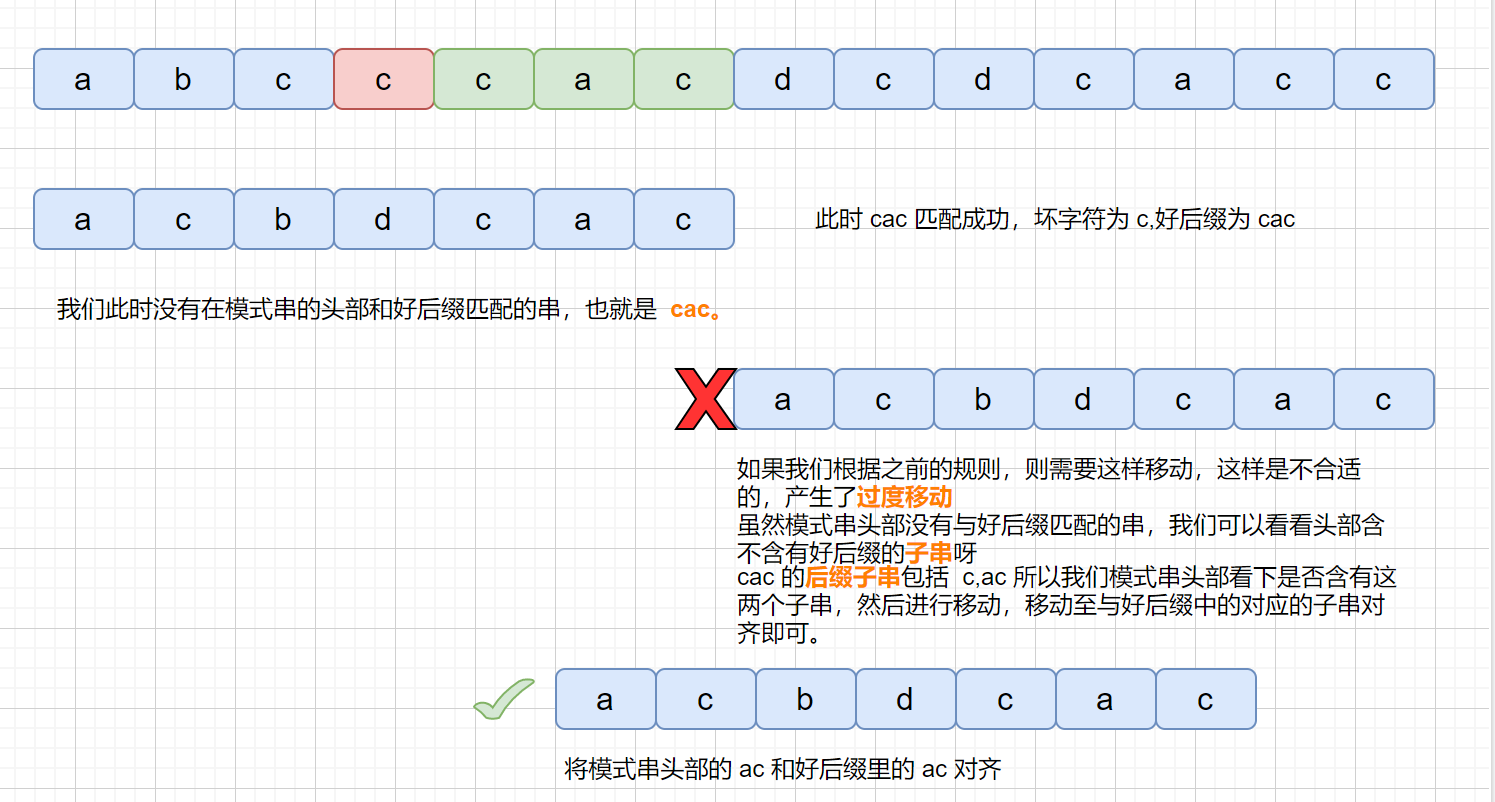 a b c c c a c d c d c a c c
a c b d c a c
此时 cac 匹配成功，坏字符为 c,好后缀为 cac
我们此时没有在模式串的头部和好后缀匹配的串，也就是 cac。
X a c b d c a c
如果我们根据之前的规则，则需要这样移动，这样是不合适
的，产生了过度移动
虽然模式串头部没有与好后缀匹配的串，我们可以看看头部含
不含有好后缀的子串呀
cac 的后缀子串包括 c,ac 所以我们模式串头部看下是否含有这
两个子串，然后进行移动，移动至与好后缀中的对应的子串对
齐即可。
a c b d c a c
将模式串头部的 ac 和好后缀里的 ac 对齐